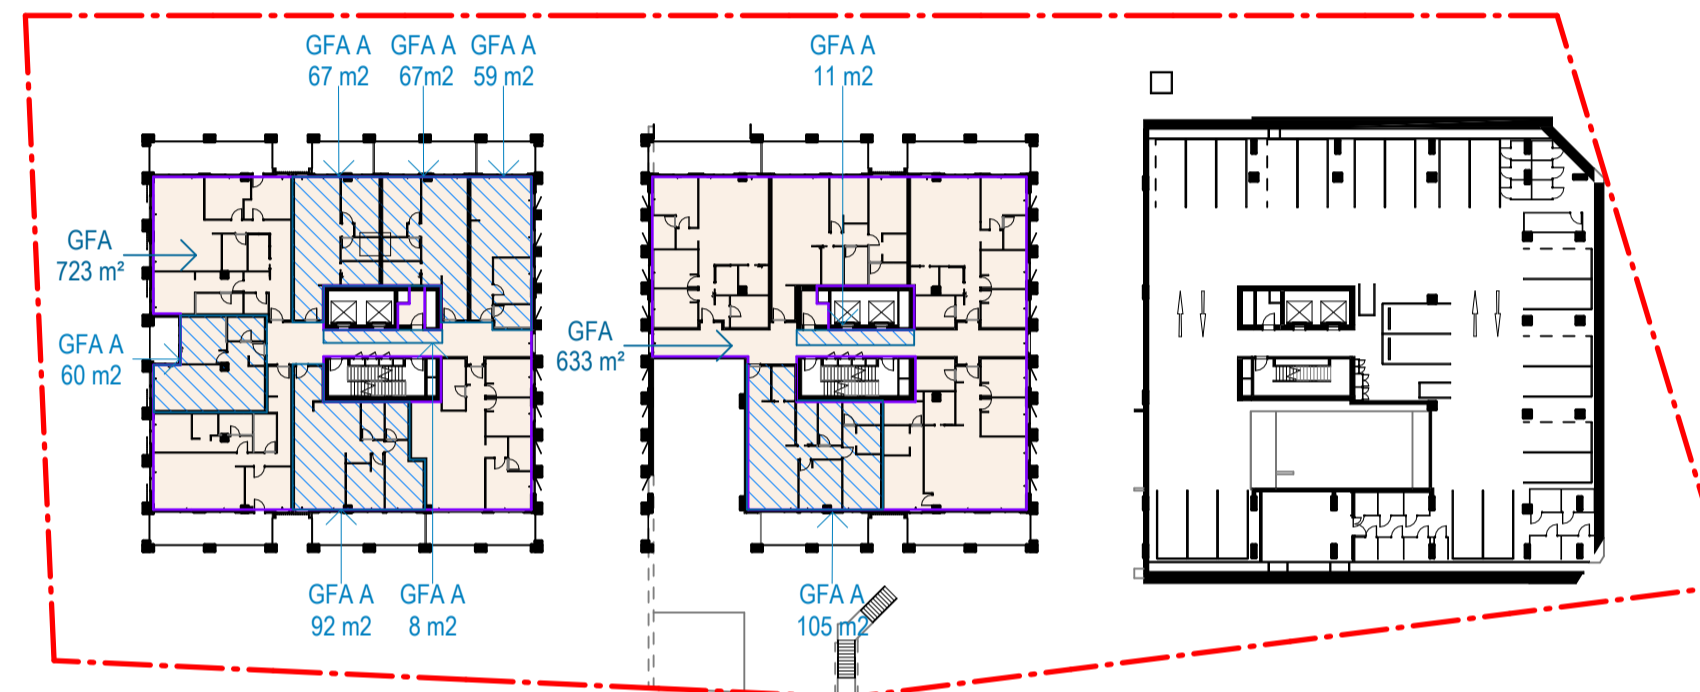 GFA A
67 m2
GFA A
67m2
GFA A
59 m2
GFA A
11 m2
GFA
723 m²
GFA A
60 m2
GFA
633 m²
GFA A
92 m2
GFA A
8 m2
GFA A
105 m2